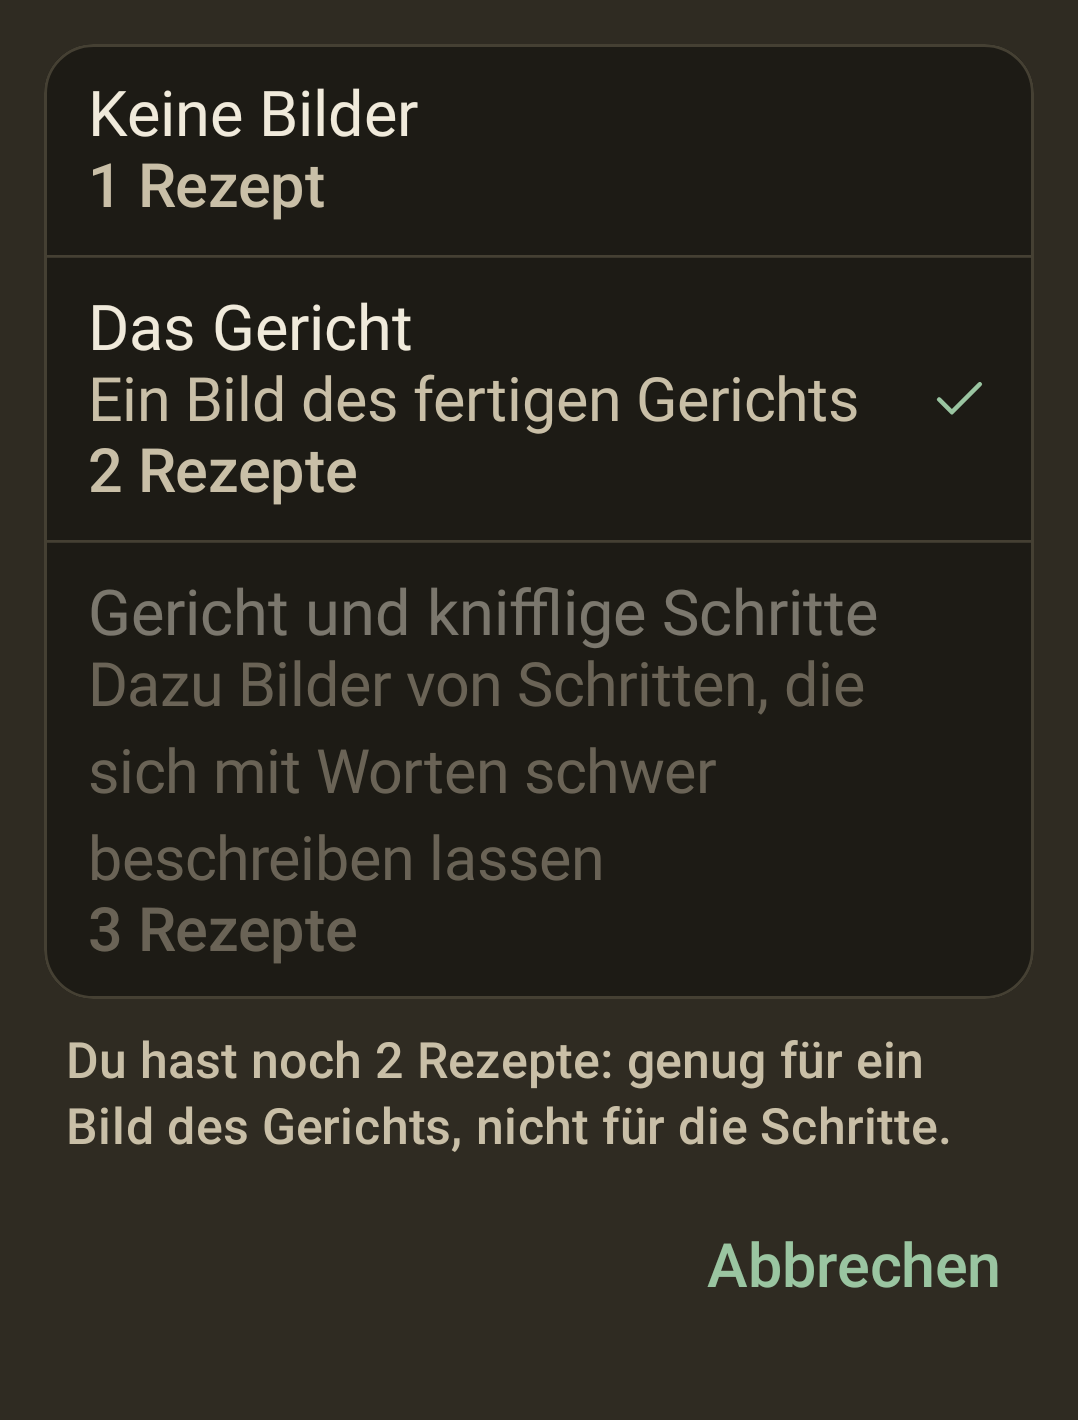 Keine Bilder
1 Rezept
Das Gericht
Ein Bild des fertigen Gerichts
2 Rezepte
Gericht und knifflige Schritte
Dazu Bilder von Schritten, die
sich mit Worten schwer
beschreiben lassen
3 Rezepte
Du hast noch 2 Rezepte: genug für ein
Bild des Gerichts, nicht für die Schritte.
Abbrechen